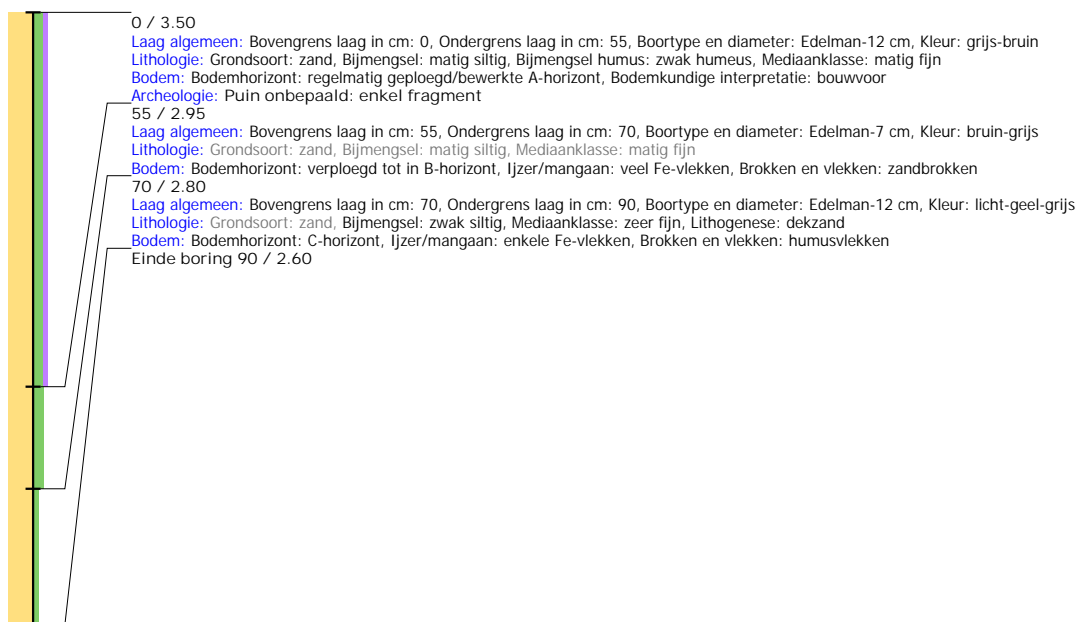 0 / 3.50
Laag algemeen: Bovengrens laag in cm: 0, Ondergrens laag in cm: 55, Boortype en diameter: Edelman-12 cm, Kleur: grijs-bruin
Lithologie: Grondsoort: zand, Bijmengsel: matig siltig, Bijmengsel humus: zwak humeus, Mediaanklasse: matig fijn
Bodem: Bodemhorizont: regelmatig geploegd/bewerkte A-horizont, Bodemkundige interpretatie: bouwvoor
Archeologie: Puin onbepaald: enkel fragment
55 / 2.95
Laag algemeen: Bovengrens laag in cm: 55, Ondergrens laag in cm: 70, Boortype en diameter: Edelman-7 cm, Kleur: bruin-grijs
Lithologie: Grondsoort: zand, Bijmengsel: matig siltig, Mediaanklasse: matig fijn
Bodem: Bodemhorizont: verploegd tot in B-horizont, Ijzer/mangaan: veel Fe-vlekken, Brokken en vlekken: zandbrokken
70 / 2.80
Laag algemeen: Bovengrens laag in cm: 70, Ondergrens laag in cm: 90, Boortype en diameter: Edelman-12 cm, Kleur: licht-geel-grijs
Lithologie: Grondsoort: zand, Bijmengsel: zwak siltig, Mediaanklasse: zeer fijn, Lithogenese: dekzand
Bodem: Bodemhorizont: C-horizont, Ijzer/mangaan: enkele Fe-vlekken, Brokken en vlekken: humusvlekken
Einde boring 90 / 2.60